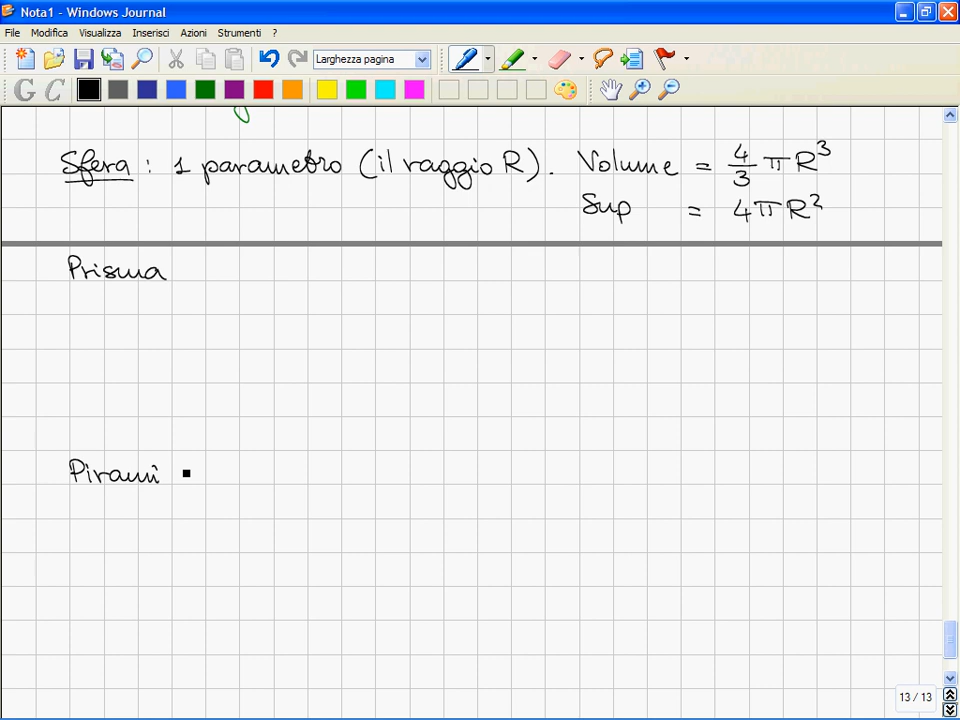 Nota1 - Windows Journal
File Modifica Visualizza Inserisci Azioni Strumenti ?
Larghezza pagina
G C
Sfera : 1 parametro (il raggio R). Volume = 4/3 π R³
Sup = 4 π R²
Prisma
Pirami
13 / 13